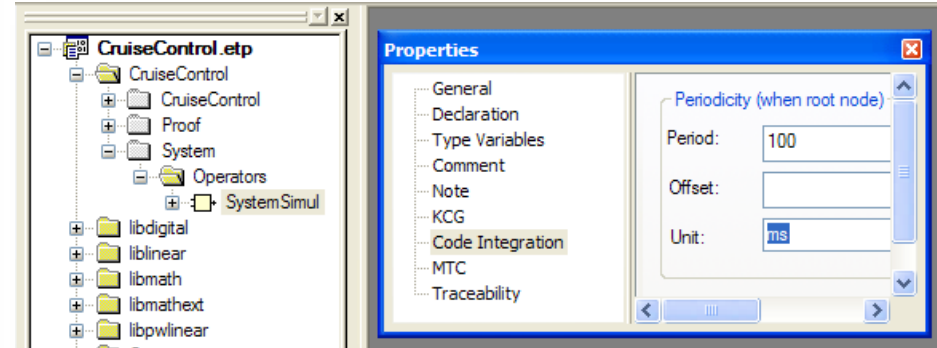 CruiseControl.etp
CruiseControl
CruiseControl
Proof
System
Operators
SystemSimul
libdigital
liblinear
libmath
libmathext
libpwlinear
Properties
General
Declaration
Type Variables
Comment
Note
KCG
Code Integration
MTC
Traceability
Periodicity (when root node)
Period: 100
Offset:
Unit: ms